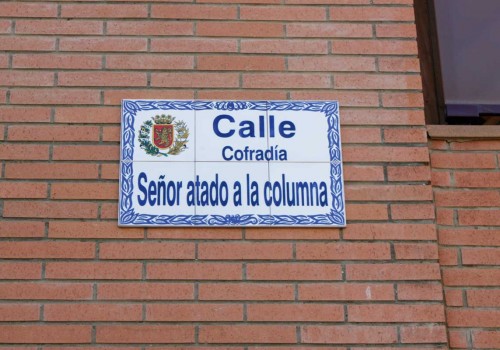 Calle
Cofradía
Señor atado a la columna